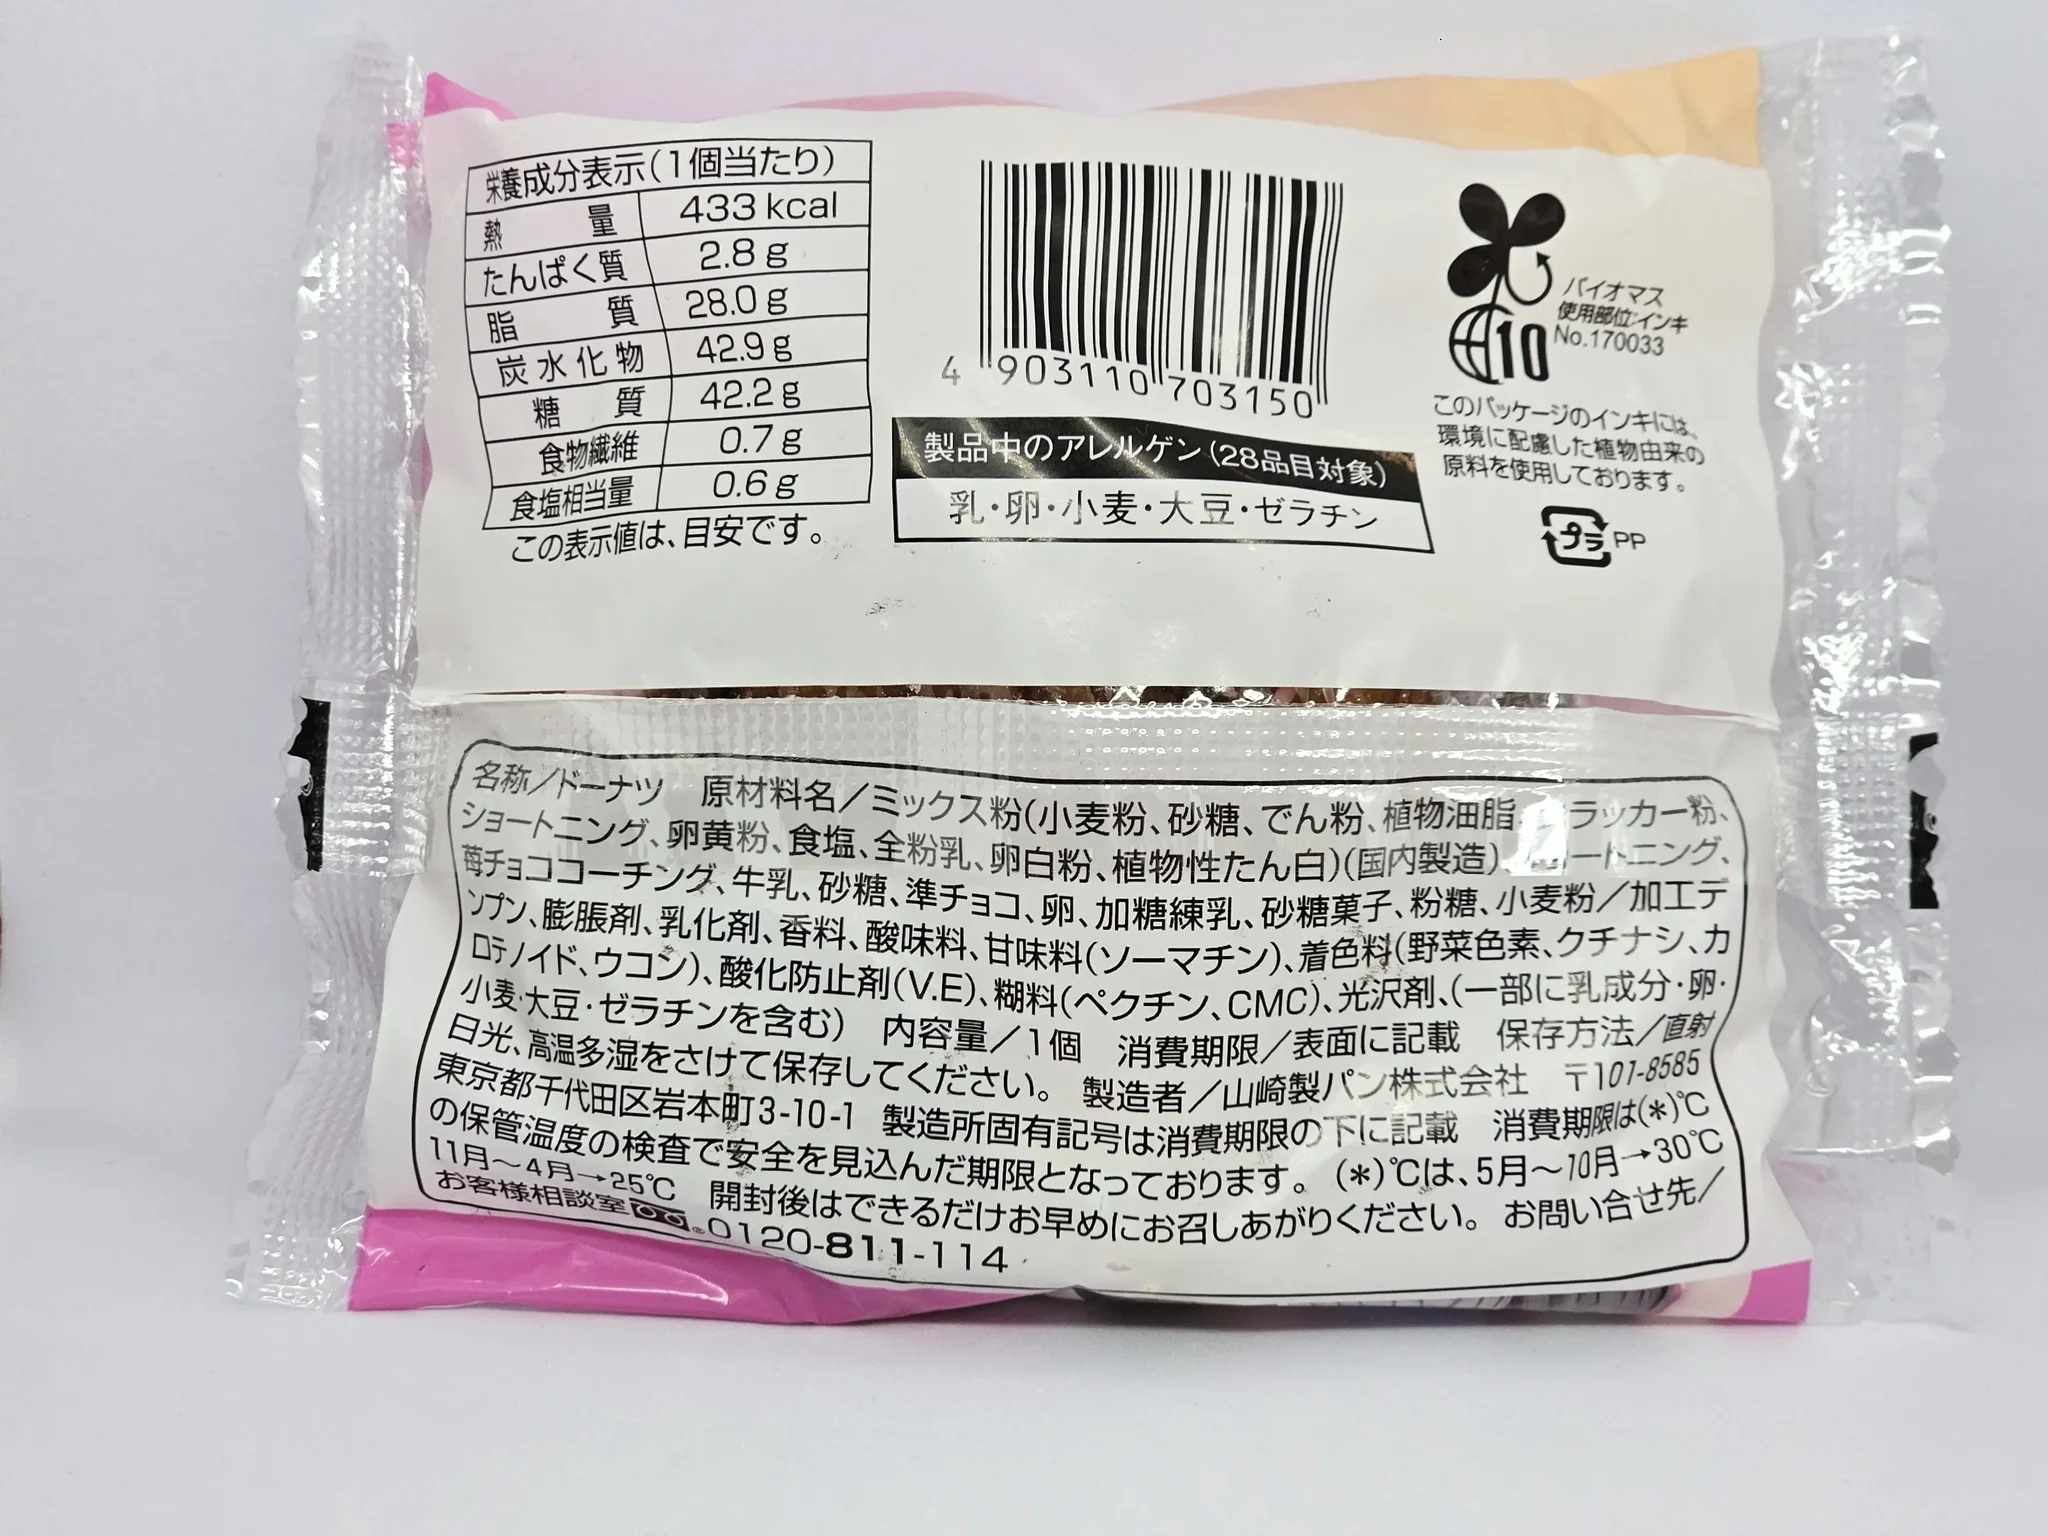 栄養成分表示(1個当たり)
熱量 433kcal
たんぱく質 2.8g
脂質 28.0g
炭水化物 42.9g
糖質 42.2g
食物繊維 0.7g
食塩相当量 0.6g
この表示値は、目安です。
4 903110 703150
製品中のアレルゲン(28品目対象)
乳・卵・小麦・大豆・ゼラチン
10
バイオマス
使用部位:インキ
No.170033
このパッケージのインキには、
環境に配慮した植物由来の
原料を使用しております。
プラ PP
名称/ドーナツ 原材料名/ミックス粉(小麦粉、砂糖、でん粉、植物油脂、ラッカー粉、
ショートニング、卵黄粉、食塩、全粉乳、卵白粉、植物性たん白)(国内製造)、ートニング、
苺チョココーチング、牛乳、砂糖、準チョコ、卵、加糖練乳、砂糖菓子、粉糖、小麦粉/加工デ
ンプン、膨脹剤、乳化剤、香料、酸味料、甘味料(ソーマチン)、着色料(野菜色素、クチナシ、カ
ロテノイド、ウコン)、酸化防止剤(V.E)、糊料(ペクチン、CMC)、光沢剤、(一部に乳成分・卵・
小麦・大豆・ゼラチンを含む) 内容量/1個 消費期限/表面に記載 保存方法/直射
日光、高温多湿をさけて保存してください。 製造者/山崎製パン株式会社 〒101-8585
東京都千代田区岩本町3-10-1 製造所固有記号は消費期限の下に記載 消費期限は(*)℃
の保管温度の検査で安全を見込んだ期限となっております。 (*)℃は、5月〜10月→30℃
11月〜4月→25℃ 開封後はできるだけお早めにお召しあがりください。 お問い合せ先/
お客様相談室 0120-811-114